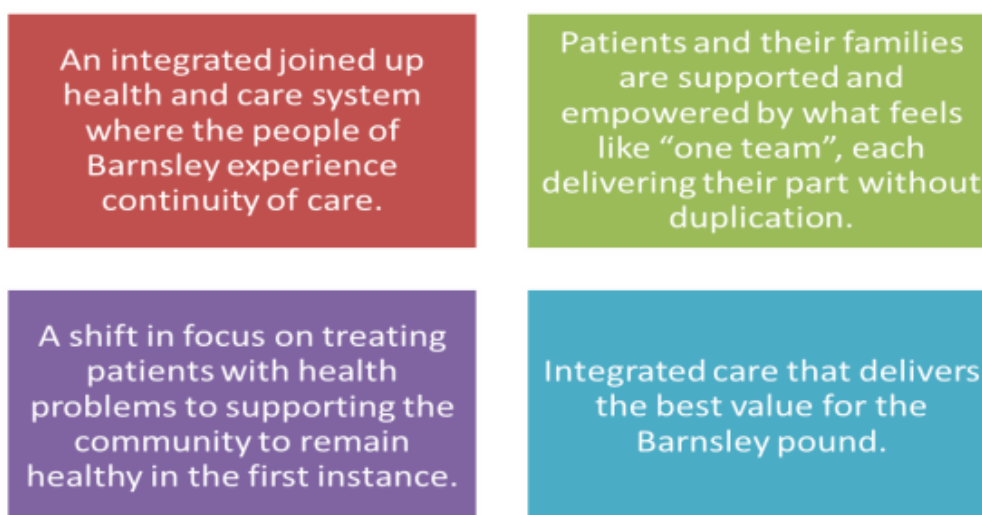 An integrated joined up
health and care system
where the people of
Barnsley experience
continuity of care.
Patients and their families
are supported and
empowered by what feels
like “one team”, each
delivering their part without
duplication.
A shift in focus on treating
patients with health
problems to supporting the
community to remain
healthy in the first instance.
Integrated care that delivers
the best value for the
Barnsley pound.